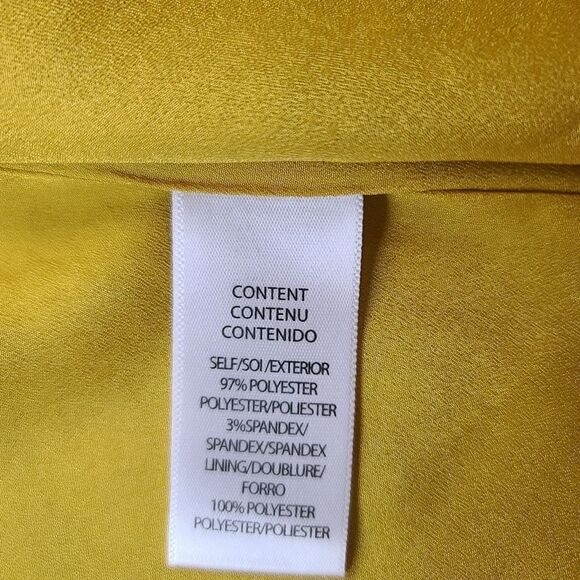 CONTENT
CONTENU
CONTENIDO
SELF/SOI/EXTERIOR
97% POLYESTER
POLYESTER/POLIESTER
3%SPANDEX/
SPANDEX/SPANDEX
LINING/DOUBLURE/
FORRO
100% POLYESTER
POLYESTER/POLIESTER